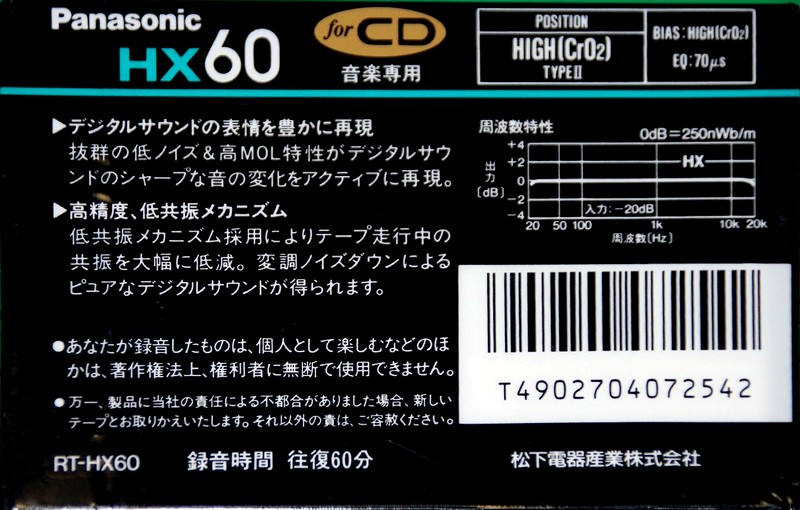 Panasonic
HX60
for CD
音楽専用
POSITION
HIGH(CrO₂)
TYPEⅡ
BIAS:HIGH(CrO₂)
EQ:70μs
▶デジタルサウンドの表情を豊かに再現
抜群の低ノイズ&高MOL特性がデジタルサウ
ンドのシャープな音の変化をアクティブに再現。
▶高精度、低共振メカニズム
低共振メカニズム採用によりテープ走行中の
共振を大幅に低減。変調ノイズダウンによる
ピュアなデジタルサウンドが得られます。
周波数特性
0dB=250nWb/m
出力
(dB)
+4
+2
0
−2
−4
HX
入力:−20dB
20 50 100 1k 10k 20k
周波数(Hz)
●あなたが録音したものは、個人として楽しむなどのほ
かは、著作権法上、権利者に無断で使用できません。
●万一、製品に当社の責任による不都合がありました場合、新しい
テープとお取りかえいたします。それ以外の責は、ご容赦ください。
T4902704072542
RT-HX60 録音時間 往復60分 松下電器産業株式会社